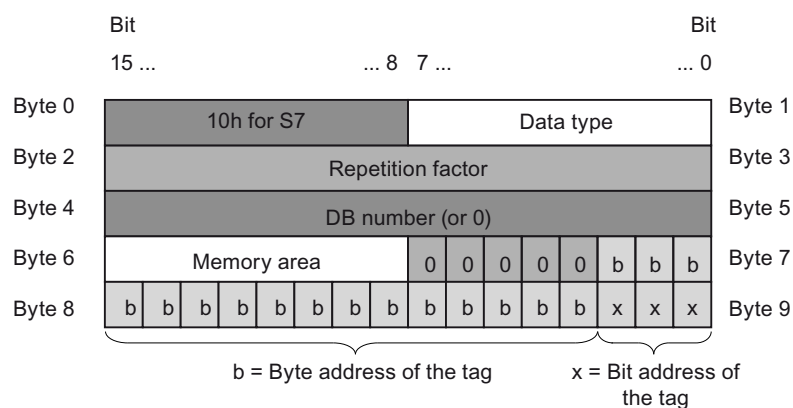 Bit Bit
15 ... ... 8 7 ... ... 0
Byte 0 10h for S7 Data type Byte 1
Byte 2 Repetition factor Byte 3
Byte 4 DB number (or 0) Byte 5
Byte 6 Memory area 0 0 0 0 0 b b b Byte 7
Byte 8 b b b b b b b b b b b b b x x x Byte 9
b = Byte address of the tag x = Bit address of
the tag